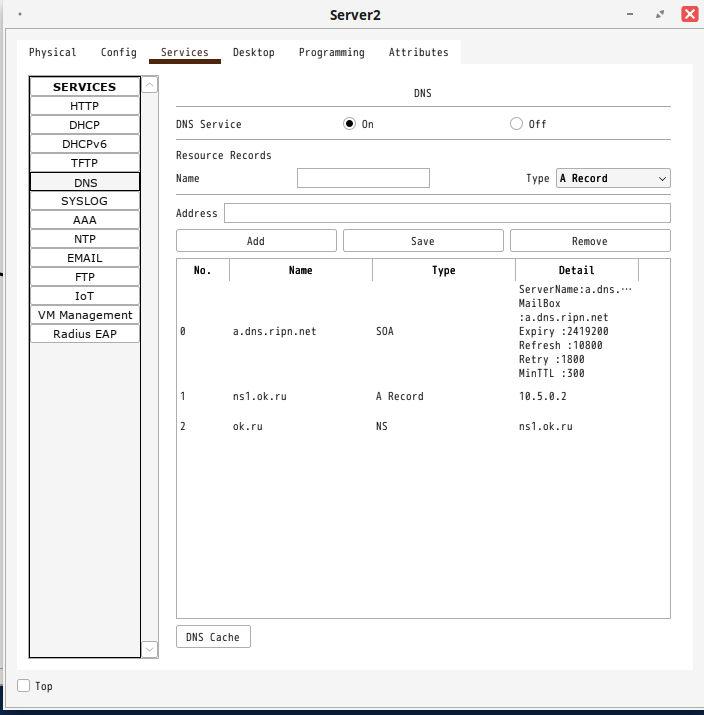 Server2
Physical Config Services Desktop Programming Attributes
SERVICES
HTTP
DHCP
DHCPv6
TFTP
DNS
SYSLOG
AAA
NTP
EMAIL
FTP
IoT
VM Management
Radius EAP
DNS
DNS Service On Off
Resource Records
Name Type A Record
Address
Add Save Remove
No. Name Type Detail
0 a.dns.ripn.net SOA
ServerName:a.dns.···
MailBox
:a.dns.ripn.net
Expiry :2419200
Refresh :10800
Retry :1800
MinTTL :300
1 ns1.ok.ru A Record 10.5.0.2
2 ok.ru NS ns1.ok.ru
DNS Cache
Top